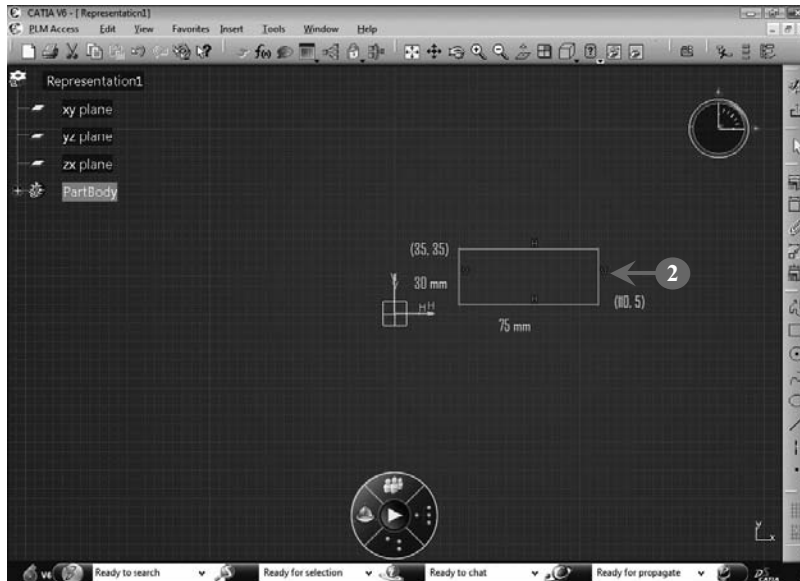 CATIA V6 - [ Representation1]
PLM Access Edit View Favorites Insert Tools Window Help
Representation1
xy plane
yz plane
zx plane
PartBody
(35, 35)
H
30 mm
2
y
H H
(110, 5)
H
75 mm
y
x
V6
Ready to search
Ready for selection
Ready to chat
Ready for propagate
CATIA